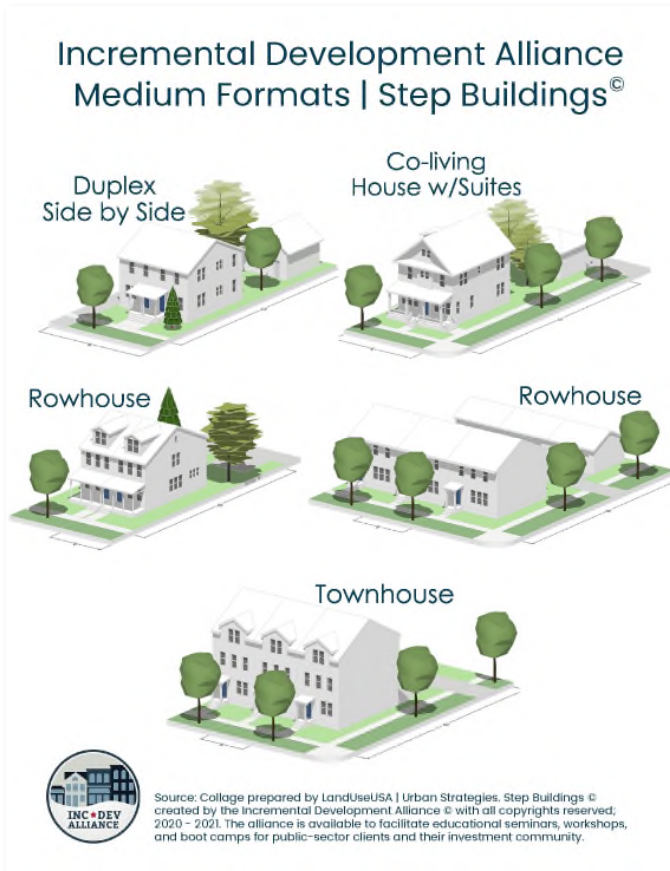 Incremental Development Alliance
Medium Formats | Step Buildings©
Duplex
Side by Side
Co-living
House w/Suites
Rowhouse
Rowhouse
Townhouse
INC★DEV
ALLIANCE
Source: Collage prepared by LandUseUSA | Urban Strategies. Step Buildings ©
created by the Incremental Development Alliance © with all copyrights reserved;
2020 - 2021. The alliance is available to facilitate educational seminars, workshops,
and boot camps for public-sector clients and their investment community.